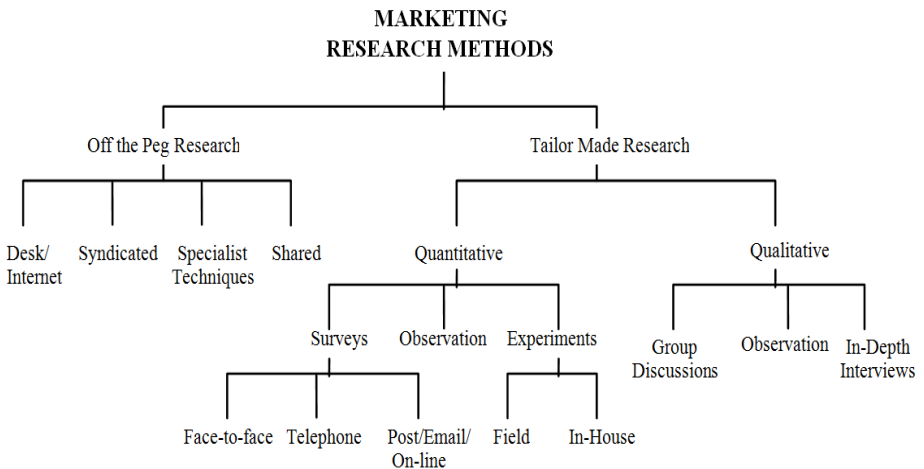 MARKETING
RESEARCH METHODS
Off the Peg Research
Tailor Made Research
Desk/
Internet
Syndicated
Specialist
Techniques
Shared
Quantitative
Qualitative
Surveys
Observation
Experiments
Group
Discussions
Observation
In-Depth
Interviews
Face-to-face
Telephone
Post/Email/
On-line
Field
In-House